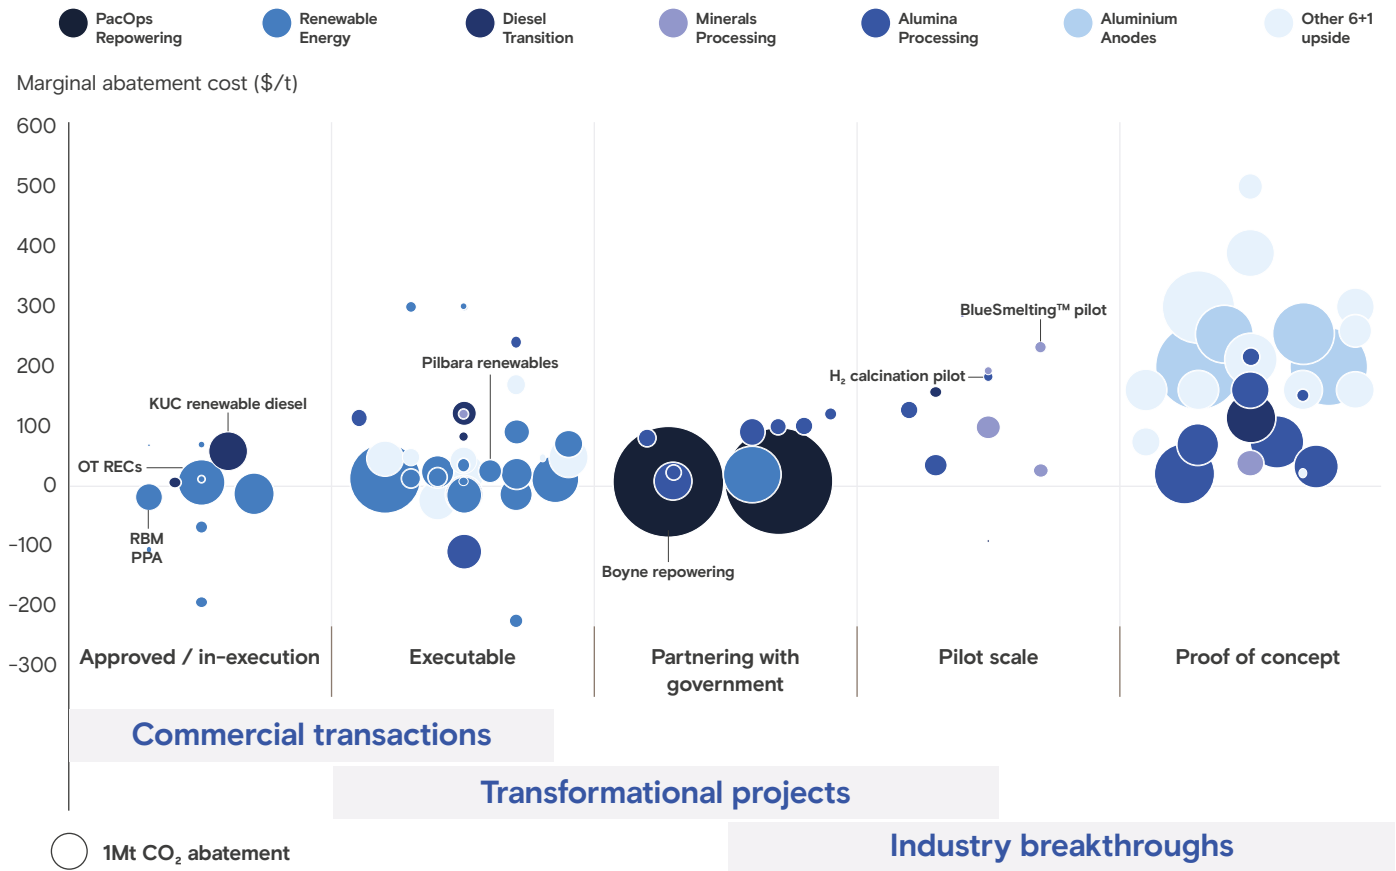 PacOps
Repowering
Renewable
Energy
Diesel
Transition
Minerals
Processing
Alumina
Processing
Aluminium
Anodes
Other 6+1
upside
Marginal abatement cost ($/t)
600
500
400
300
200
100
0
-100
-200
-300
KUC renewable diesel
OT RECs
RBM
PPA
Pilbara renewables
Boyne repowering
H₂ calcination pilot
BlueSmelting™ pilot
Approved / in-execution
Executable
Partnering with
government
Pilot scale
Proof of concept
Commercial transactions
Transformational projects
Industry breakthroughs
1Mt CO₂ abatement